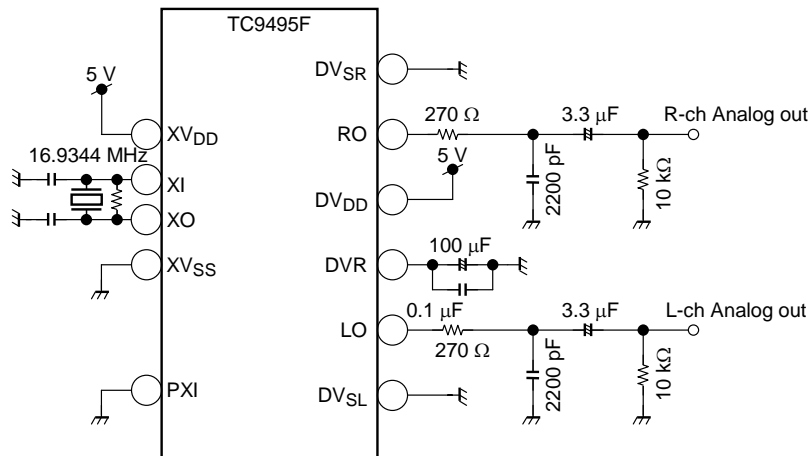 TC9495F
5 V
XVDD
16.9344 MHz
XI
XO
XVSS
PXI
DVSR
RO
270 Ω
3.3 μF
R-ch Analog out
2200 pF
10 kΩ
5 V
DVDD
DVR
100 μF
0.1 μF
LO
270 Ω
3.3 μF
L-ch Analog out
2200 pF
10 kΩ
DVSL